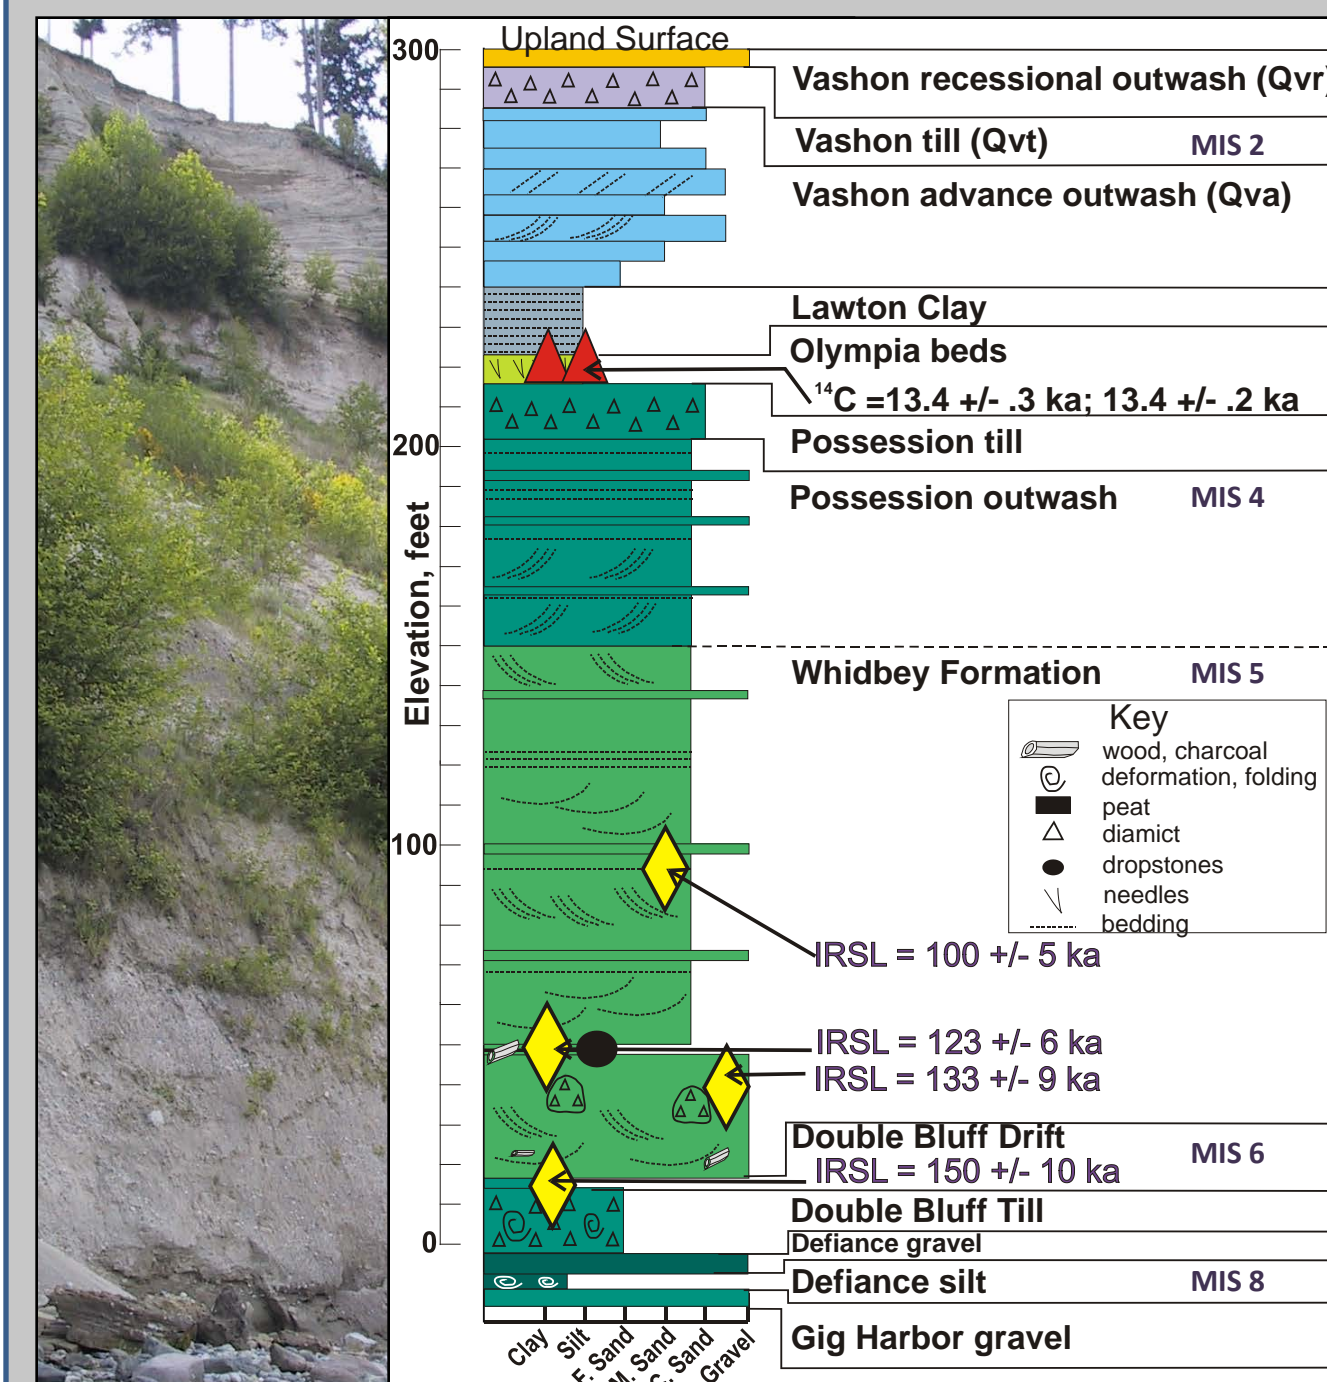 Upland Surface
300
Vashon recessional outwash (Qvr)
Vashon till (Qvt) MIS 2
Vashon advance outwash (Qva)
Lawton Clay
Olympia beds
14C =13.4 +/- .3 ka; 13.4 +/- .2 ka
Possession till
200
Possession outwash MIS 4
Elevation, feet
Whidbey Formation MIS 5
Key
wood, charcoal
deformation, folding
peat
diamict
dropstones
needles
bedding
100
IRSL = 100 +/- 5 ka
IRSL = 123 +/- 6 ka
IRSL = 133 +/- 9 ka
Double Bluff Drift MIS 6
IRSL = 150 +/- 10 ka
Double Bluff Till
0
Defiance gravel
Defiance silt MIS 8
Gig Harbor gravel
Clay
Silt
F. Sand
M. Sand
C. Sand
Gravel